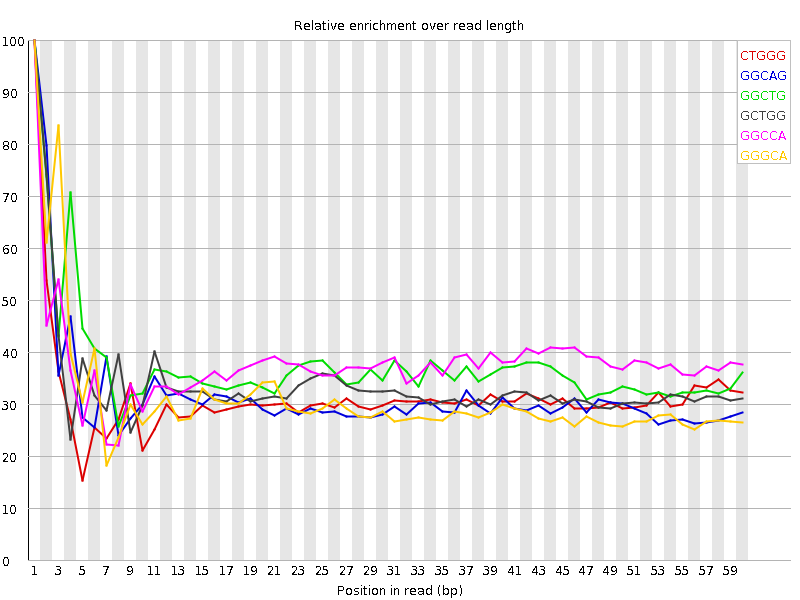 Relative enrichment over read length
100
90
80
70
60
50
40
30
20
10
0
CTGGG
GGCAG
GGCTG
GCTGG
GGCCA
GGGCA
1 3 5 7 9 11 13 15 17 19 21 23 25 27 29 31 33 35 37 39 41 43 45 47 49 51 53 55 57 59
Position in read (bp)